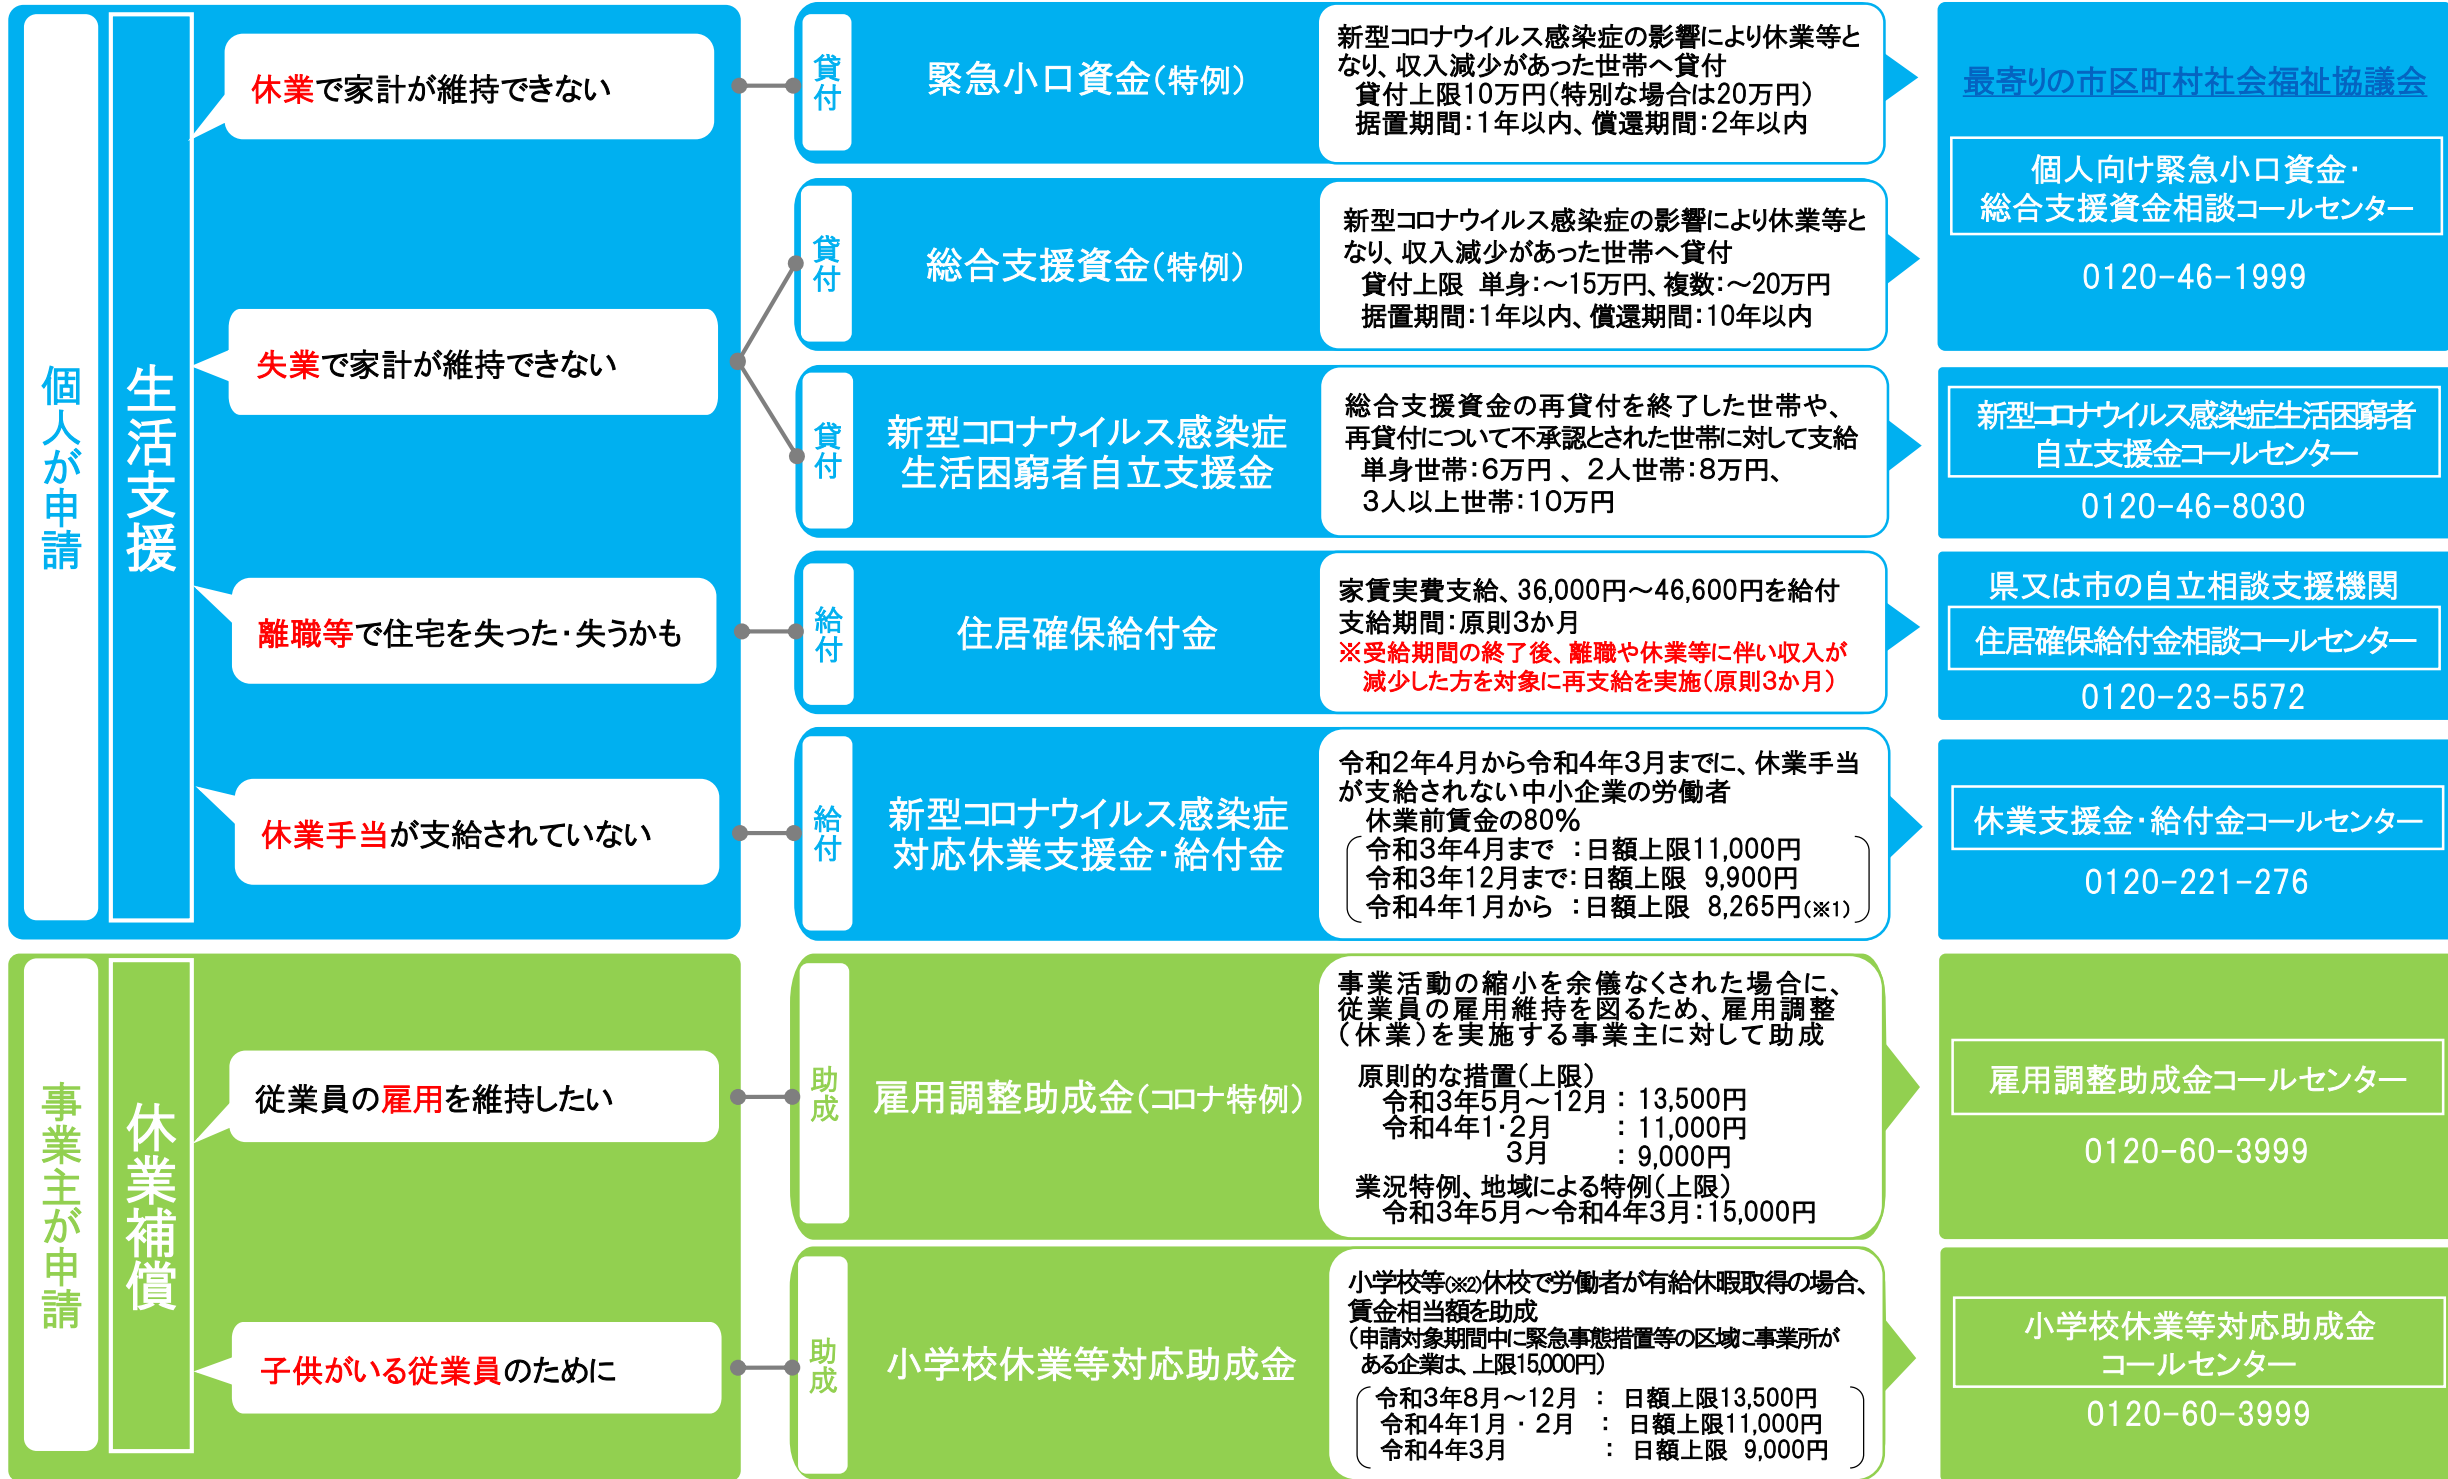 個人が申請
生活支援
休業で家計が維持できない
貸付
緊急小口資金（特例）
新型コロナウイルス感染症の影響により休業等と
なり、収入減少があった世帯へ貸付
貸付上限10万円（特別な場合は20万円）
据置期間：1年以内、償還期間：2年以内
最寄りの市区町村社会福祉協議会
個人向け緊急小口資金・
総合支援資金相談コールセンター
0120-46-1999
失業で家計が維持できない
貸付
総合支援資金（特例）
新型コロナウイルス感染症の影響により休業等と
なり、収入減少があった世帯へ貸付
貸付上限 単身：～15万円、複数：～20万円
据置期間：1年以内、償還期間：10年以内
貸付
新型コロナウイルス感染症
生活困窮者自立支援金
総合支援資金の再貸付を終了した世帯や、
再貸付について不承認とされた世帯に対して支給
単身世帯：6万円 、2人世帯：8万円、
3人以上世帯：10万円
新型コロナウイルス感染症生活困窮者
自立支援金コールセンター
0120-46-8030
離職等で住宅を失った・失うかも
給付
住居確保給付金
家賃実費支給、36,000円～46,600円を給付
支給期間：原則3か月
※受給期間の終了後、離職や休業等に伴い収入が
減少した方を対象に再支給を実施（原則3か月）
県又は市の自立相談支援機関
住居確保給付金相談コールセンター
0120-23-5572
休業手当が支給されていない
給付
新型コロナウイルス感染症
対応休業支援金・給付金
令和2年4月から令和4年3月までに、休業手当
が支給されない中小企業の労働者
休業前賃金の80％
令和3年4月まで ：日額上限11,000円
令和3年12月まで：日額上限 9,900円
令和4年1月から ：日額上限 8,265円（※1）
休業支援金・給付金コールセンター
0120-221-276
事業主が申請
休業補償
従業員の雇用を維持したい
助成
雇用調整助成金（コロナ特例）
事業活動の縮小を余儀なくされた場合に、
従業員の雇用維持を図るため、雇用調整
（休業）を実施する事業主に対して助成
原則的な措置（上限）
令和3年5月～12月 ： 13,500円
令和4年1・2月 ： 11,000円
3月 ： 9,000円
業況特例、地域による特例（上限）
令和3年5月～令和4年3月：15,000円
雇用調整助成金コールセンター
0120-60-3999
子供がいる従業員のために
助成
小学校休業等対応助成金
小学校等（※2）休校で労働者が有給休暇取得の場合、
賃金相当額を助成
（申請対象期間中に緊急事態措置等の区域に事業所が
ある企業は、上限15,000円）
令和3年8月～12月 ： 日額上限13,500円
令和4年1月・2月 ： 日額上限11,000円
令和4年3月 ： 日額上限 9,000円
小学校休業等対応助成金
コールセンター
0120-60-3999